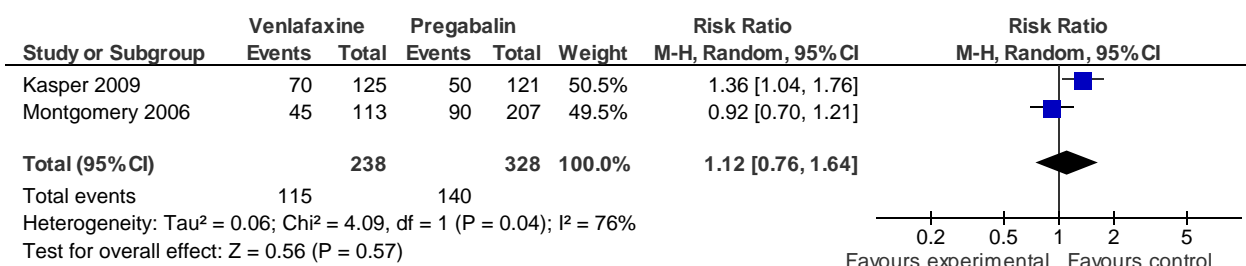 Venlafaxine Pregabalin Risk Ratio Risk Ratio
Study or Subgroup Events Total Events Total Weight M-H, Random, 95% CI M-H, Random, 95% CI
Kasper 2009 70 125 50 121 50.5% 1.36 [1.04, 1.76]
Montgomery 2006 45 113 90 207 49.5% 0.92 [0.70, 1.21]
Total (95% CI) 238 328 100.0% 1.12 [0.76, 1.64]
Total events 115 140
Heterogeneity: Tau² = 0.06; Chi² = 4.09, df = 1 (P = 0.04); I² = 76%
Test for overall effect: Z = 0.56 (P = 0.57)
0.2 0.5 1 2 5
Favours experimental Favours control